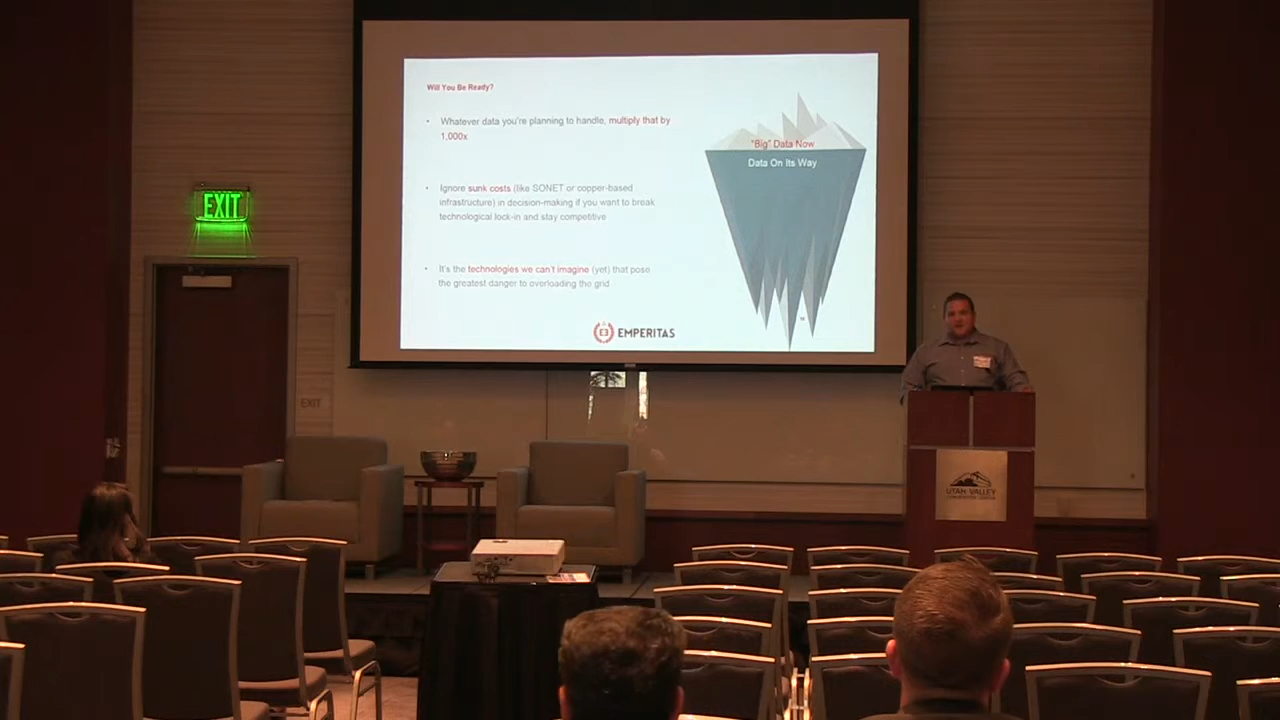 Will You Be Ready?
• Whatever data you're planning to handle, multiply that by
1,000x
• Ignore sunk costs (like SONET or copper-based
infrastructure) in decision-making if you want to break
technological lock-in and stay competitive
• It's the technologies we can't imagine (yet) that pose
the greatest danger to overloading the grid
"Big" Data Now
Data On Its Way
EMPERITAS
EXIT
EXIT
UTAH VALLEY
CONVENTION CENTER